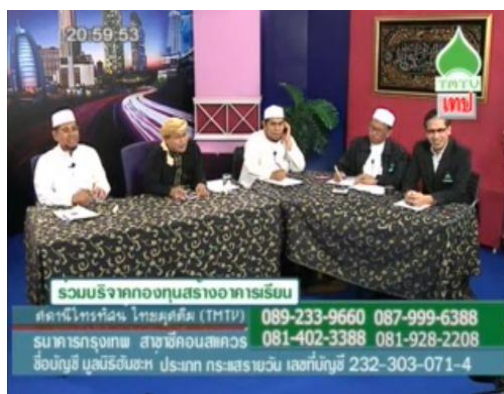 20:59:53
TMTV
เทป
ร่วมบริจาคกองทุนสร้างอาคารเรียน
สถานีโทรทัศน์ ไทยมุสลิม (TMTV)
089-233-9660 087-999-6388
ธนาคารกรุงเทพ สาขาซีคอนสแควร์
081-402-3388 081-928-2208
ชื่อบัญชี มูลนิธิฮันซะห์ ประเภท กระแสรายวัน เลขที่บัญชี 232-303-071-4